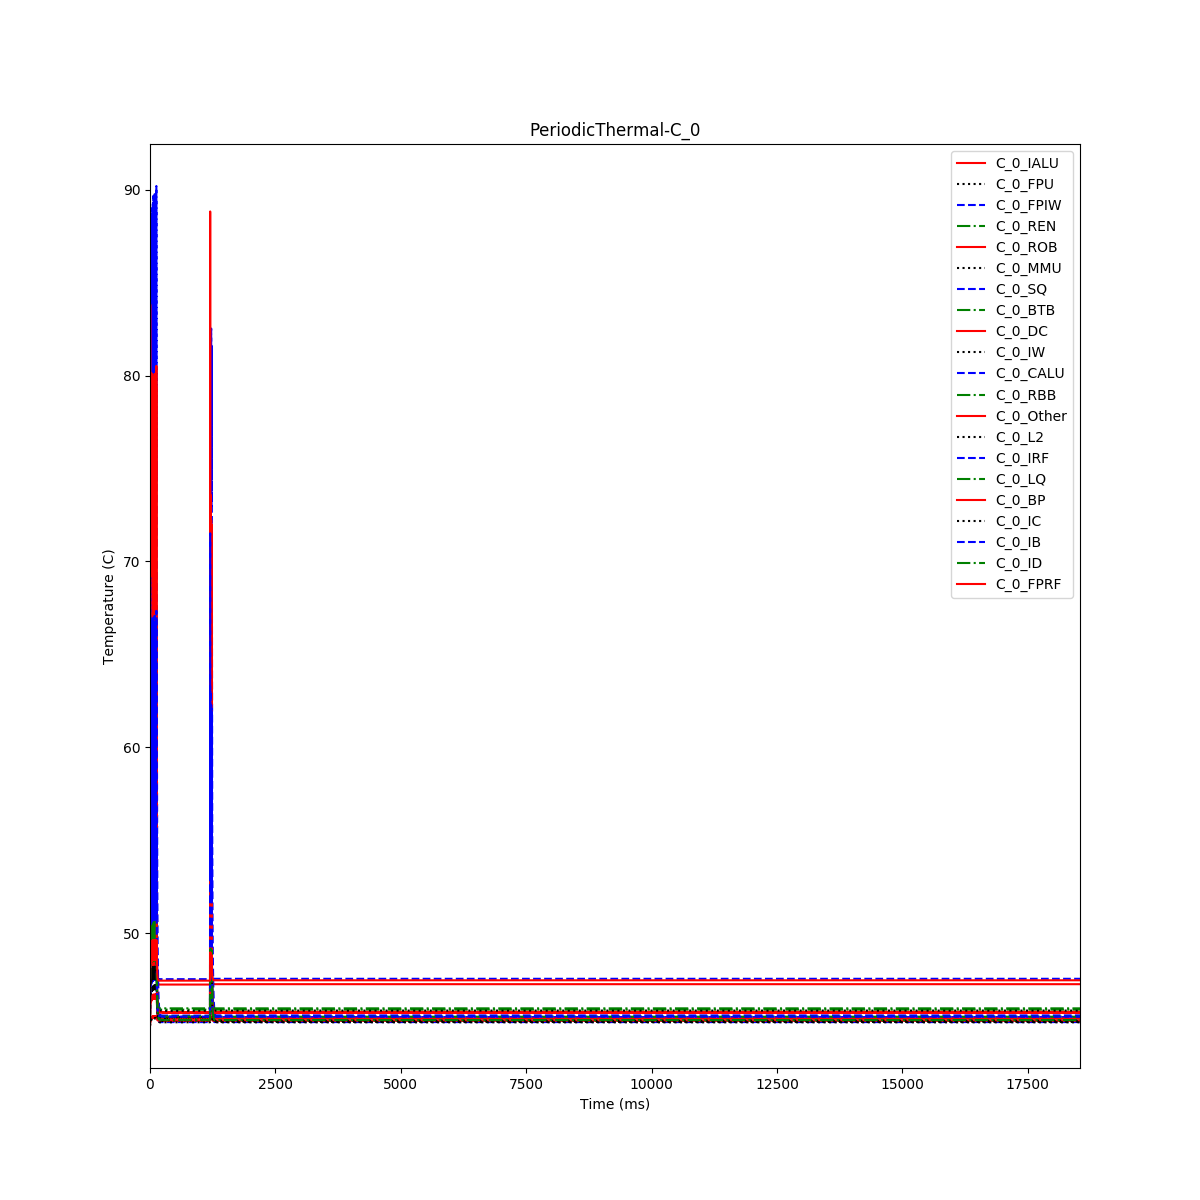 PeriodicThermal-C_0
90
80
70
60
50
Temperature (C)
0
2500
5000
7500
10000
12500
15000
17500
Time (ms)
C_0_IALU
C_0_FPU
C_0_FPIW
C_0_REN
C_0_ROB
C_0_MMU
C_0_SQ
C_0_BTB
C_0_DC
C_0_IW
C_0_CALU
C_0_RBB
C_0_Other
C_0_L2
C_0_IRF
C_0_LQ
C_0_BP
C_0_IC
C_0_IB
C_0_ID
C_0_FPRF